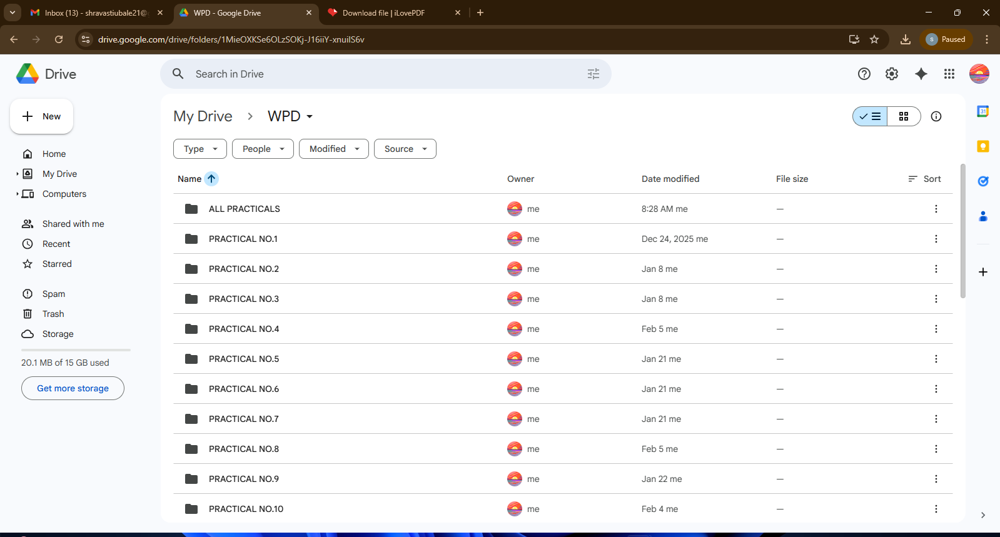 Inbox (13) - shravastiubale21@
WPD - Google Drive
Download file | iLovePDF
drive.google.com/drive/folders/1MieOXKSe6OLzSOKj-J16iiY-xnuilS6v
S Paused
Drive
Search in Drive
New
My Drive > WPD
31
Type People Modified Source
Home
My Drive
Computers
Shared with me
Recent
Starred
Spam
Trash
Storage
20.1 MB of 15 GB used
Get more storage
Name Owner Date modified File size Sort
ALL PRACTICALS me 8:28 AM me —
PRACTICAL NO.1 me Dec 24, 2025 me —
PRACTICAL NO.2 me Jan 8 me —
PRACTICAL NO.3 me Jan 8 me —
PRACTICAL NO.4 me Feb 5 me —
PRACTICAL NO.5 me Jan 21 me —
PRACTICAL NO.6 me Jan 21 me —
PRACTICAL NO.7 me Jan 21 me —
PRACTICAL NO.8 me Feb 5 me —
PRACTICAL NO.9 me Jan 22 me —
PRACTICAL NO.10 me Feb 4 me —